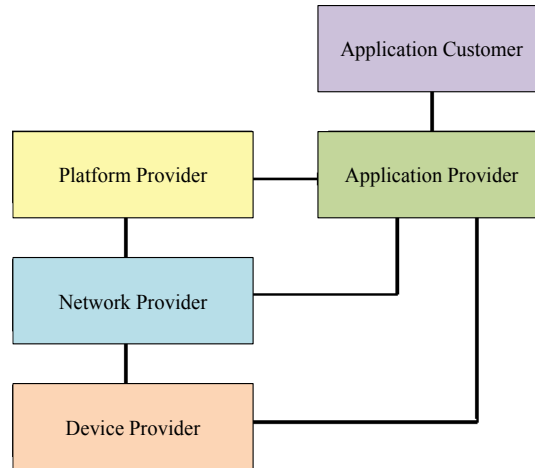 Application Customer
Platform Provider
Application Provider
Network Provider
Device Provider